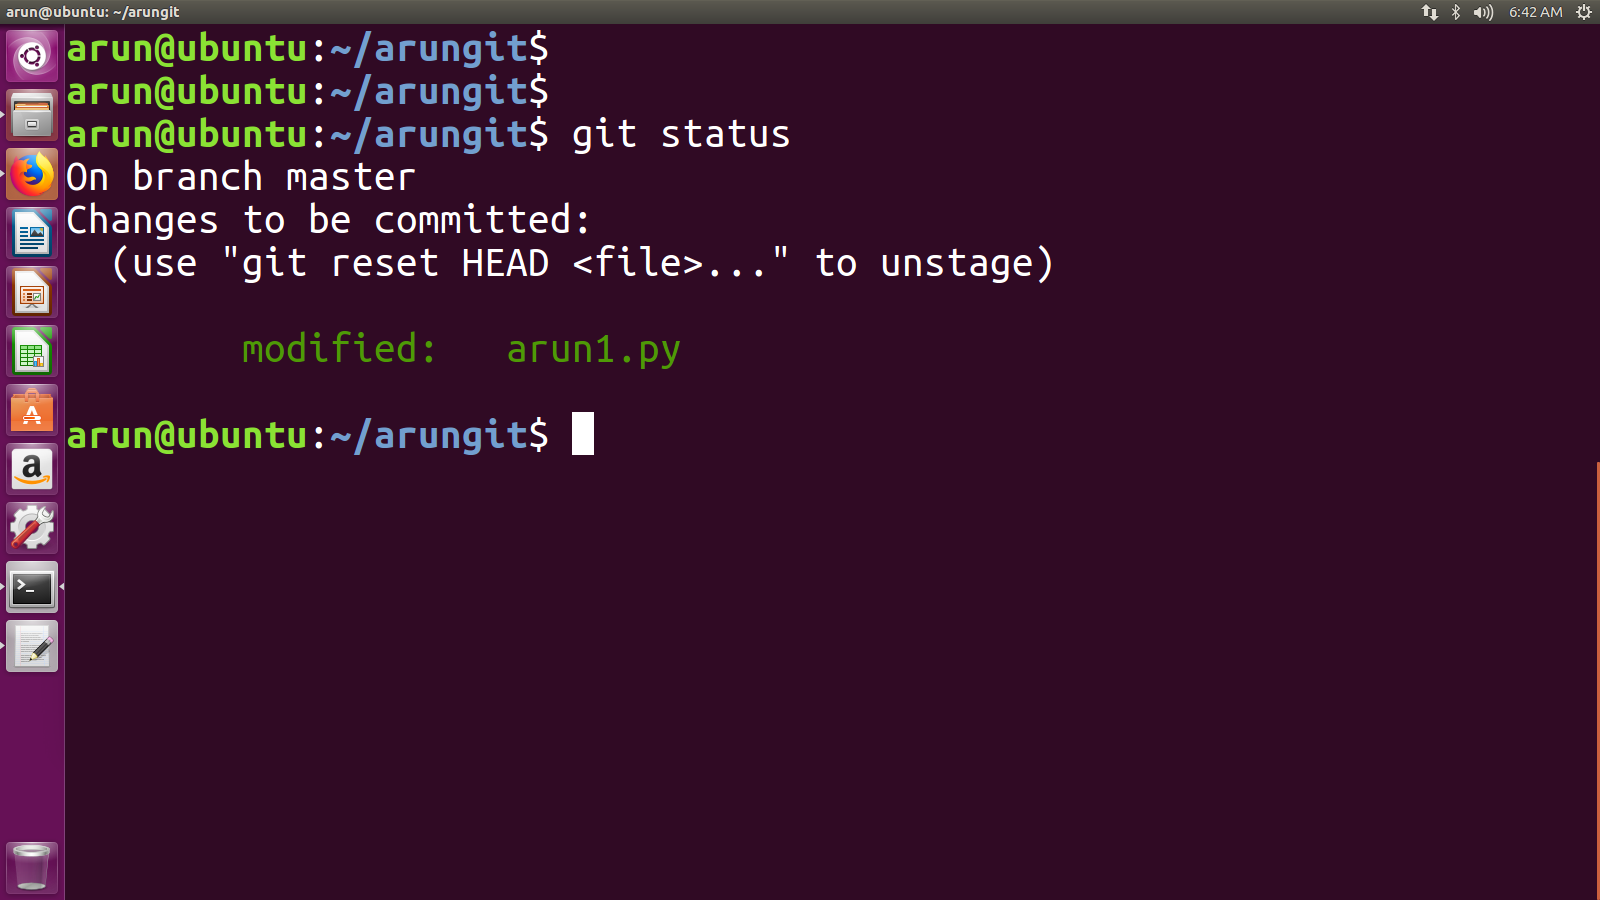 arun@ubuntu: ~/arungit
6:42 AM
arun@ubuntu:~/arungit$
arun@ubuntu:~/arungit$
arun@ubuntu:~/arungit$ git status
On branch master
Changes to be committed:
  (use "git reset HEAD <file>..." to unstage)
        modified:   arun1.py
arun@ubuntu:~/arungit$